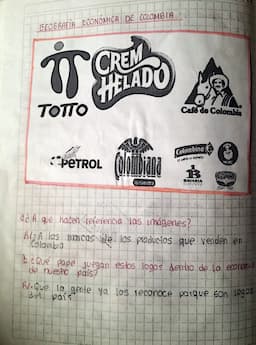 GEOGRAFÍA ECONÓMICA DE COLOMBIA
TOTTO
CREM
HELADO
Café de Colombia
PETROL
Colombiana
Colombina
BAVARIA
¿A qué hacen referencia las imágenes?
R/ A las marcas de los productos que venden en
Colombia
¿Que papel juegan estos logos dentro de la economía
de nuestro país?
R/ Que la gente ya los reconoce porque son logos
del país